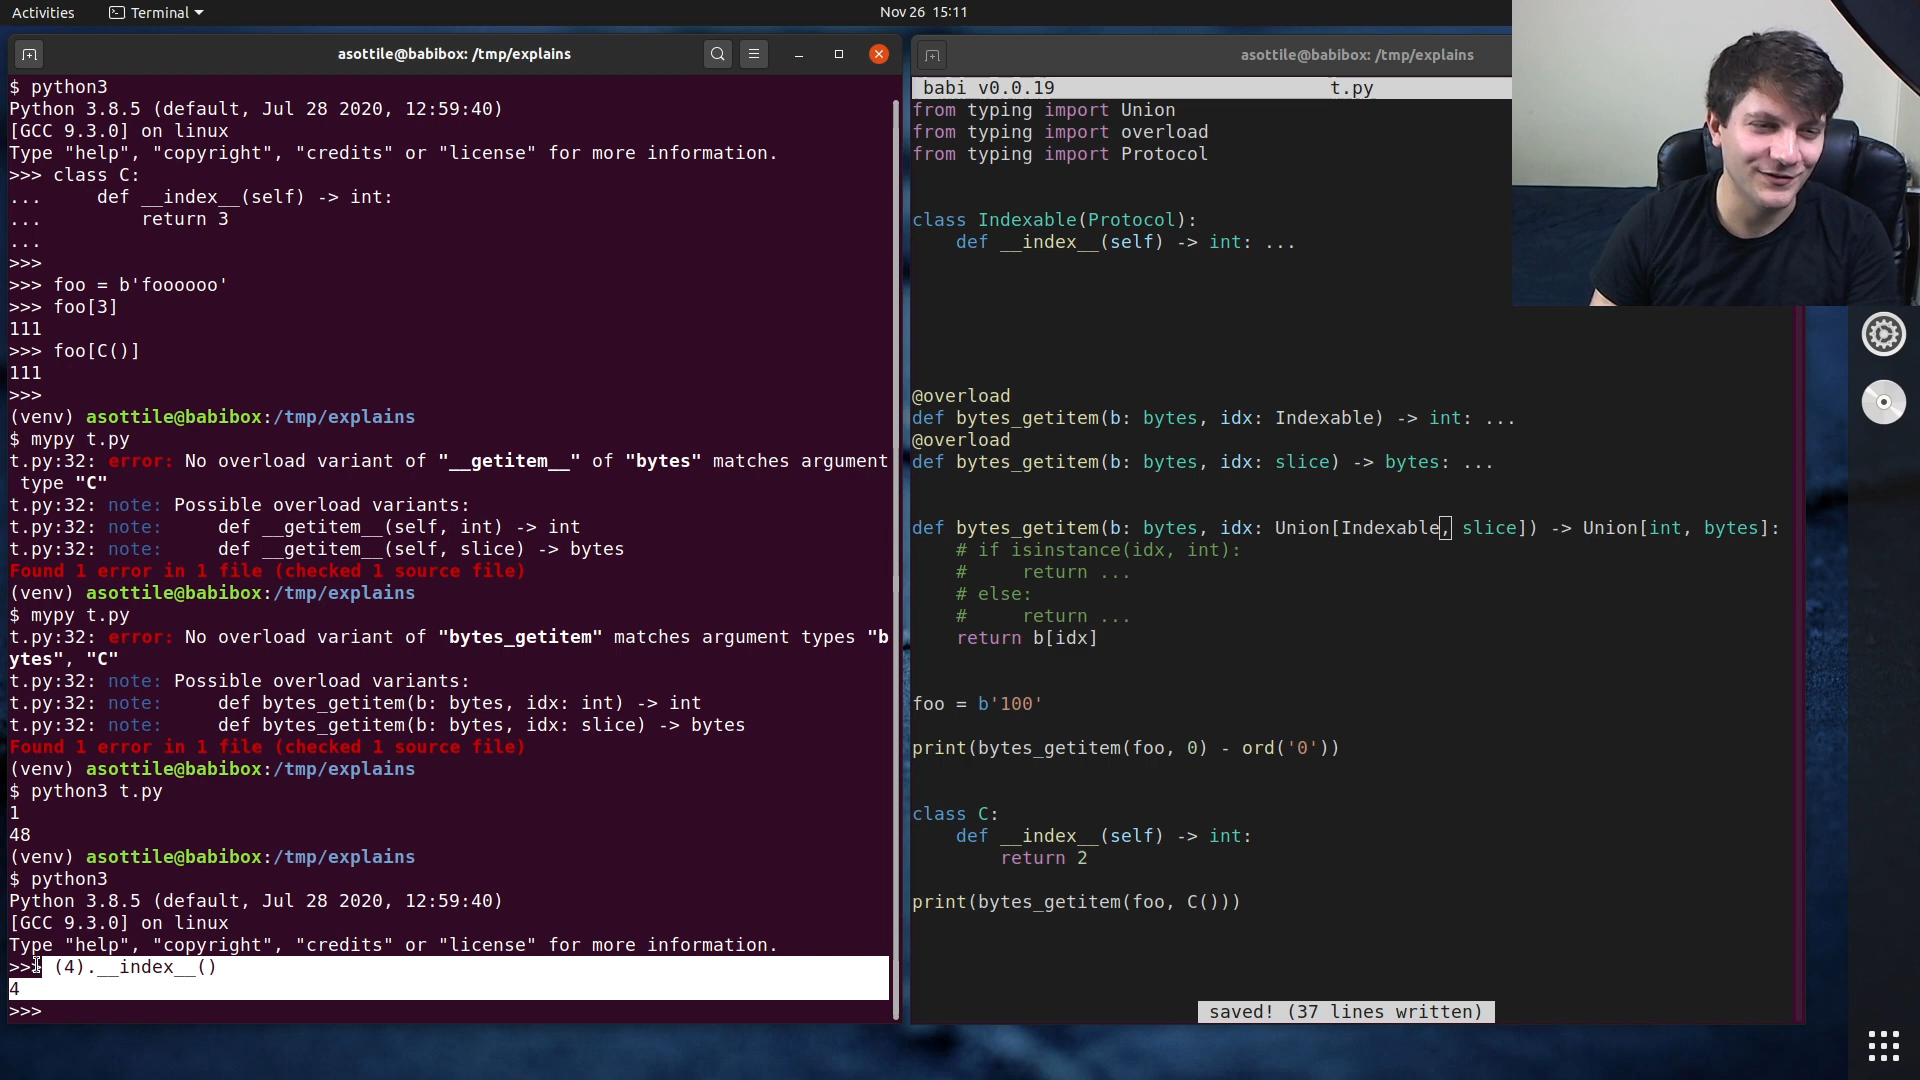 Activities
Terminal
Nov 26 15:11
asottile@babibox: /tmp/explains
$ python3
Python 3.8.5 (default, Jul 28 2020, 12:59:40)
[GCC 9.3.0] on linux
Type "help", "copyright", "credits" or "license" for more information.
>>> class C:
...     def __index__(self) -> int:
...         return 3
...
>>>
>>> foo = b'foooooo'
>>> foo[3]
111
>>> foo[C()]
111
>>>
(venv) asottile@babibox:/tmp/explains
$ mypy t.py
t.py:32: error: No overload variant of "__getitem__" of "bytes" matches argument
 type "C"
t.py:32: note: Possible overload variants:
t.py:32: note:     def __getitem__(self, int) -> int
t.py:32: note:     def __getitem__(self, slice) -> bytes
Found 1 error in 1 file (checked 1 source file)
(venv) asottile@babibox:/tmp/explains
$ mypy t.py
t.py:32: error: No overload variant of "bytes_getitem" matches argument types "b
ytes", "C"
t.py:32: note: Possible overload variants:
t.py:32: note:     def bytes_getitem(b: bytes, idx: int) -> int
t.py:32: note:     def bytes_getitem(b: bytes, idx: slice) -> bytes
Found 1 error in 1 file (checked 1 source file)
(venv) asottile@babibox:/tmp/explains
$ python3 t.py
1
48
(venv) asottile@babibox:/tmp/explains
$ python3
Python 3.8.5 (default, Jul 28 2020, 12:59:40)
[GCC 9.3.0] on linux
Type "help", "copyright", "credits" or "license" for more information.
>>> (4).__index__()
4
>>>
asottile@babibox: /tmp/explains
babi v0.0.19 t.py
from typing import Union
from typing import overload
from typing import Protocol
class Indexable(Protocol):
    def __index__(self) -> int: ...
@overload
def bytes_getitem(b: bytes, idx: Indexable) -> int: ...
@overload
def bytes_getitem(b: bytes, idx: slice) -> bytes: ...
def bytes_getitem(b: bytes, idx: Union[Indexable, slice]) -> Union[int, bytes]:
    # if isinstance(idx, int):
    #     return ...
    # else:
    #     return ...
    return b[idx]
foo = b'100'
print(bytes_getitem(foo, 0) - ord('0'))
class C:
    def __index__(self) -> int:
        return 2
print(bytes_getitem(foo, C()))
saved! (37 lines written)